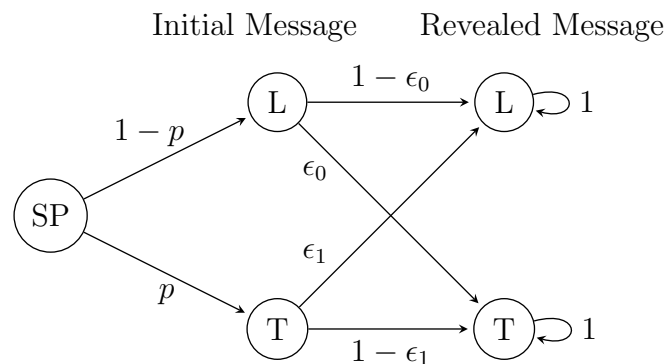 Initial Message Revealed Message
L 1 − ϵ₀ L 1
1 − p
ϵ₀
SP
ϵ₁
p
T 1 − ϵ₁ T 1